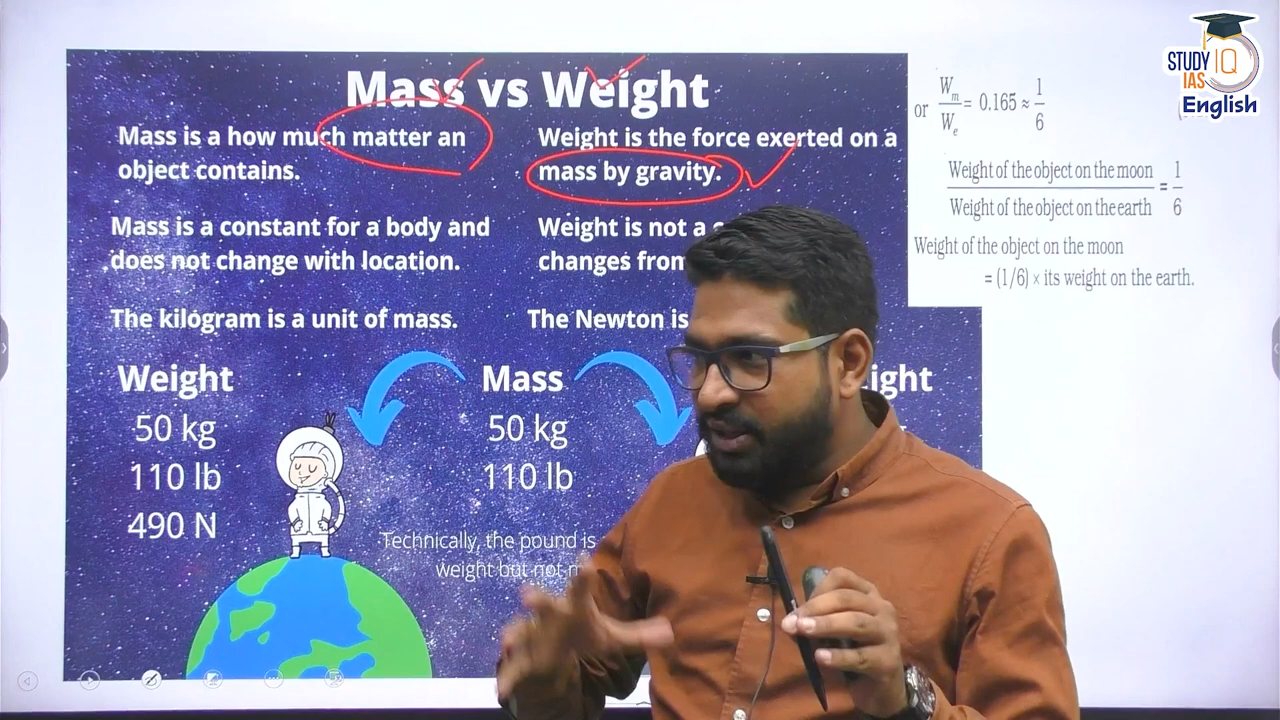 STUDY IQ
IAS
English
Mass vs Weight
Mass is a how much matter an
object contains.
Weight is the force exerted on a
mass by gravity.
Mass is a constant for a body and
does not change with location.
Weight is not a
changes from
The kilogram is a unit of mass.
The Newton is
Weight
50 kg
110 lb
490 N
Mass
50 kg
110 lb
ight
Technically, the pound is
weight but not
or Wm/We = 0.165 ≈ 1/6
Weight of the object on the moon / Weight of the object on the earth = 1/6
Weight of the object on the moon
= (1/6) × its weight on the earth.